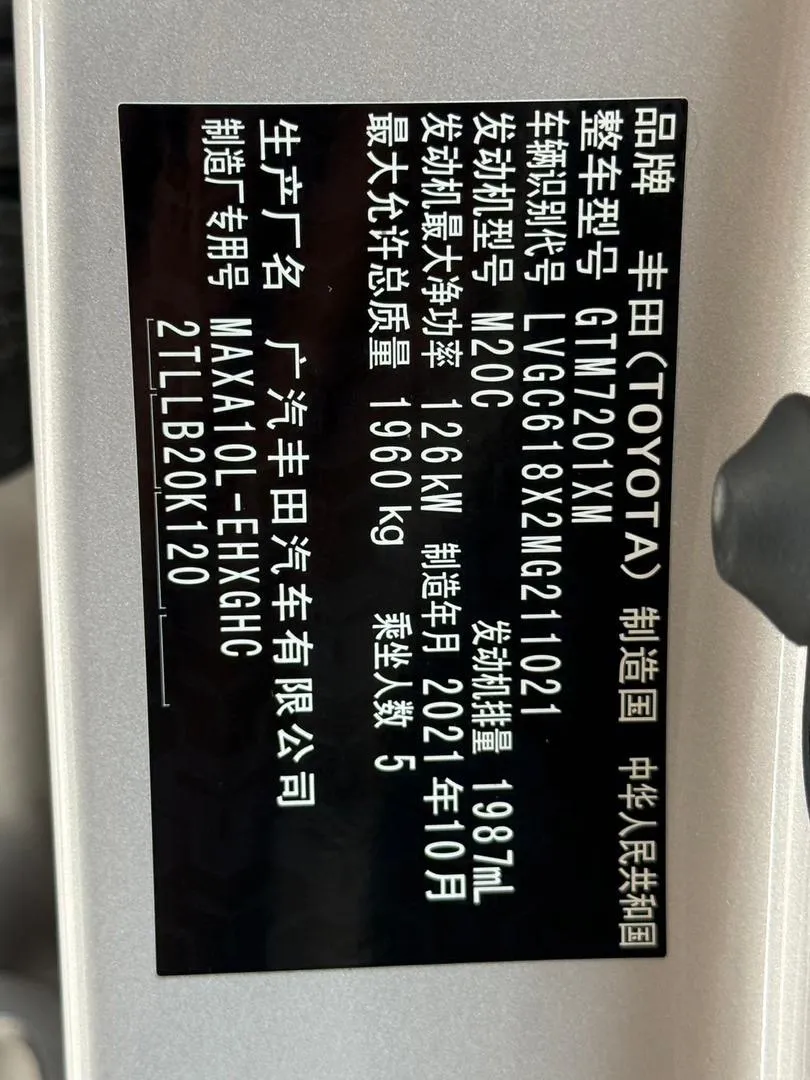 品牌 丰田(TOYOTA) 制造国 中华人民共和国
整车型号 GTM7201XM
车辆识别代号 LVGC618X2MG211021
发动机型号 M20C 发动机排量 1987mL
发动机最大净功率 126kW 制造年月 2021年10月
最大允许总质量 1960kg 乘坐人数 5
生产厂名 广汽丰田汽车有限公司
制造厂专用号 MAXA10L-EHXGHC
2TLLB20K120